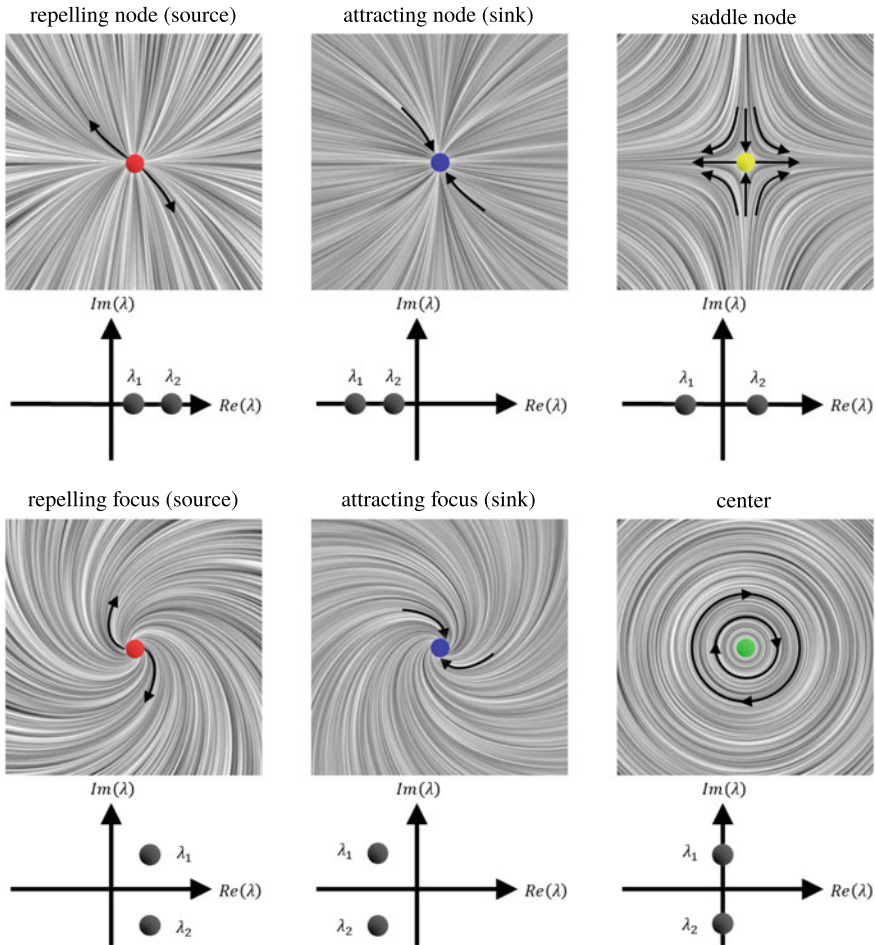 repelling node (source)
attracting node (sink)
saddle node
Im(λ)
Im(λ)
λ₁ λ₂
Re(λ)
λ₁ λ₂
Re(λ)
λ₁ λ₂
Re(λ)
repelling focus (source)
attracting focus (sink)
center
Im(λ)
Im(λ)
Im(λ)
λ₁
Re(λ)
λ₂
λ₁
Re(λ)
λ₂
λ₁
Re(λ)
λ₂